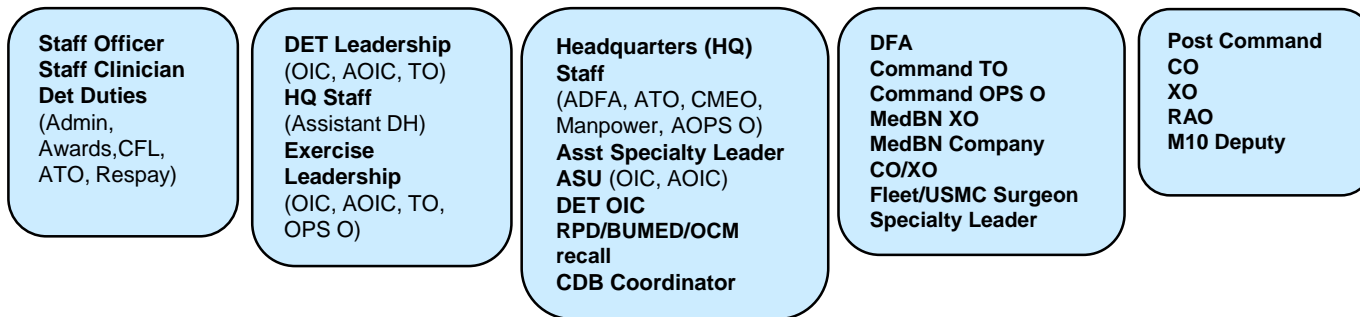 Staff Officer
Staff Clinician
Det Duties
(Admin,
Awards,CFL,
ATO, Respay)
DET Leadership
(OIC, AOIC, TO)
HQ Staff
(Assistant DH)
Exercise
Leadership
(OIC, AOIC, TO,
OPS O)
Headquarters (HQ)
Staff
(ADFA, ATO, CMEO,
Manpower, AOPS O)
Asst Specialty Leader
ASU (OIC, AOIC)
DET OIC
RPD/BUMED/OCM
recall
CDB Coordinator
DFA
Command TO
Command OPS O
MedBN XO
MedBN Company
CO/XO
Fleet/USMC Surgeon
Specialty Leader
Post Command
CO
XO
RAO
M10 Deputy